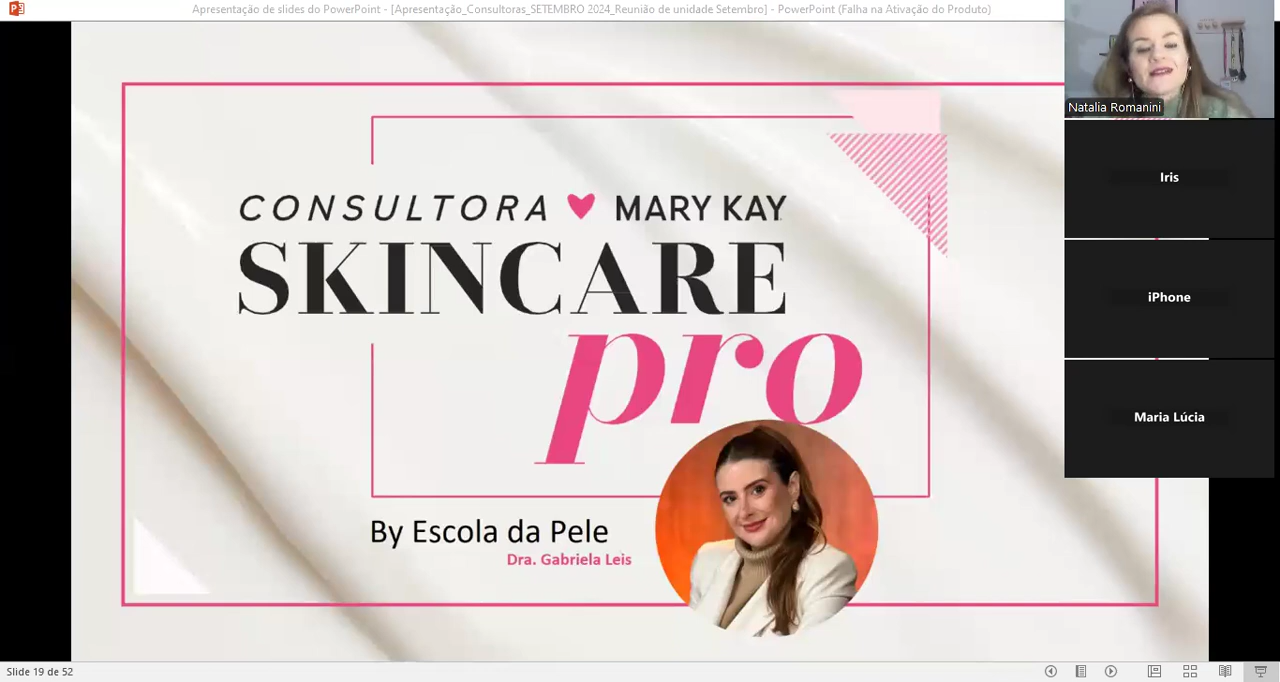 Apresentação de slides do PowerPoint - [Apresentação_Consultoras_SETEMBRO 2024_Reunião de unidade Setembro] - PowerPoint (Falha na Ativação do Produto)
CONSULTORA MARY KAY
SKINCARE
pro
By Escola da Pele
Dra. Gabriela Leis
Natalia Romanini
Iris
iPhone
Maria Lúcia
Slide 19 de 52